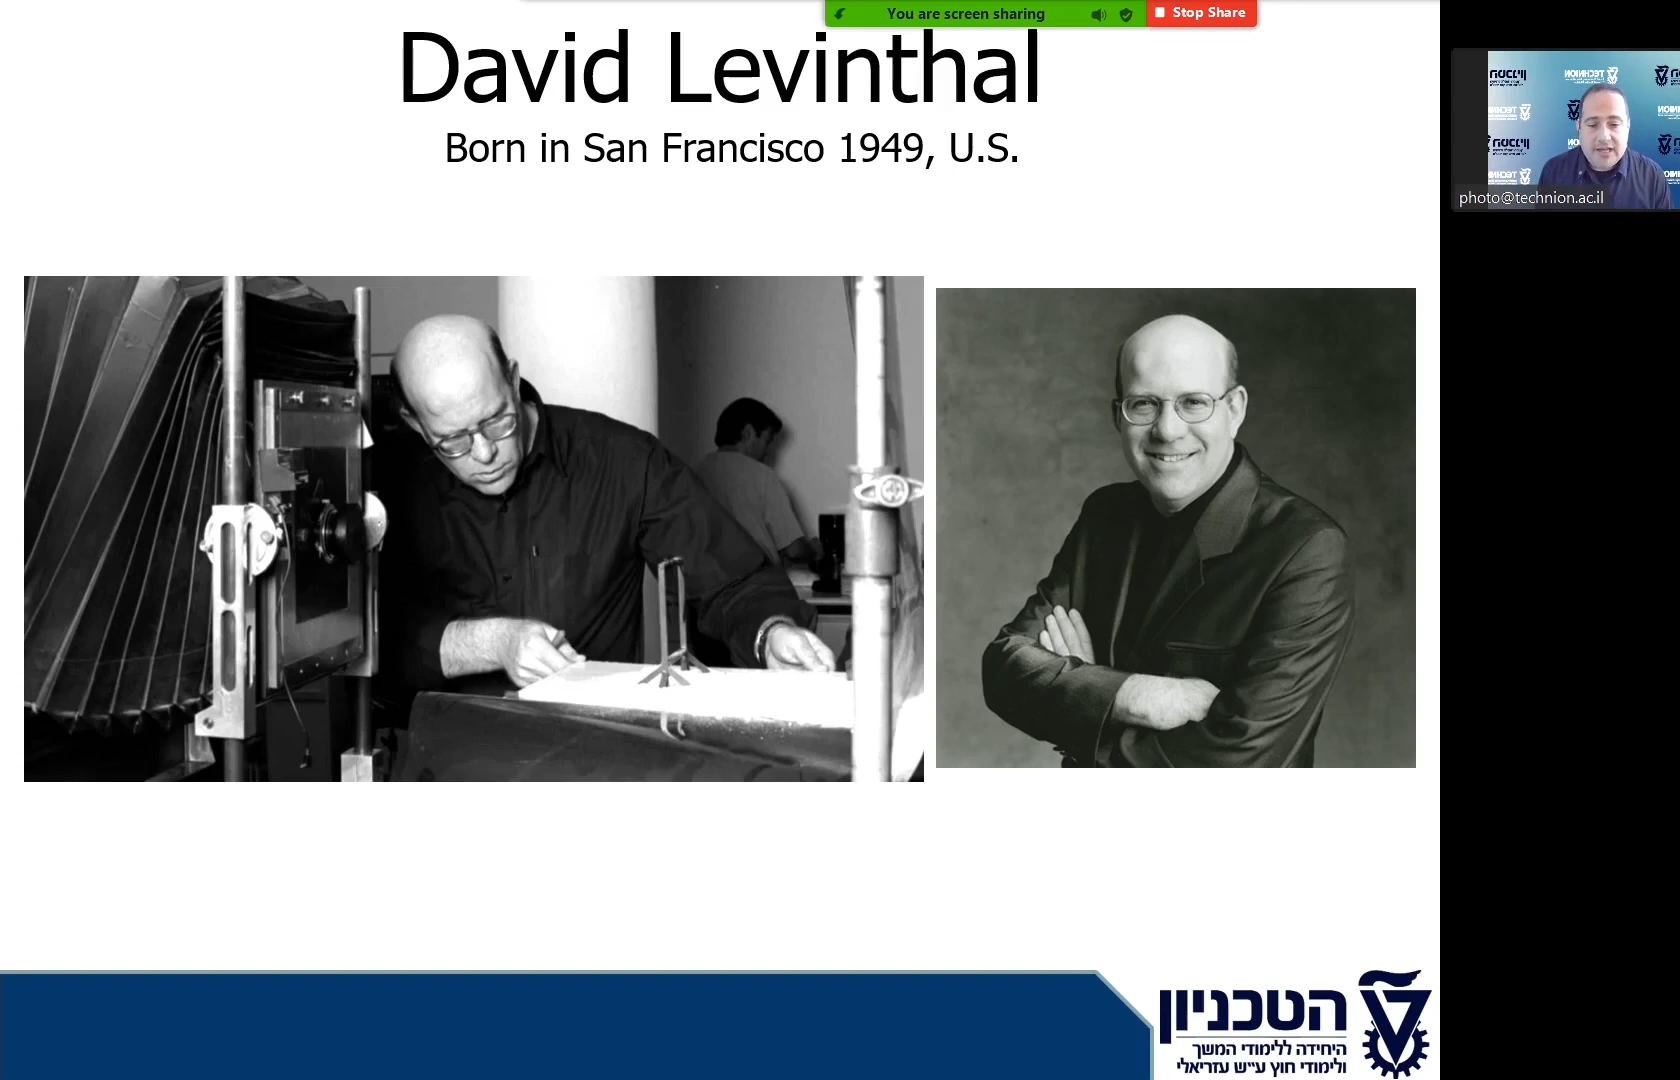 You are screen sharing
Stop Share
David Levinthal
Born in San Francisco 1949, U.S.
TECHNION
photo@technion.ac.il
הטכניון
היחידה ללימודי המשך
ולימודי חוץ ע״ש עזריאלי